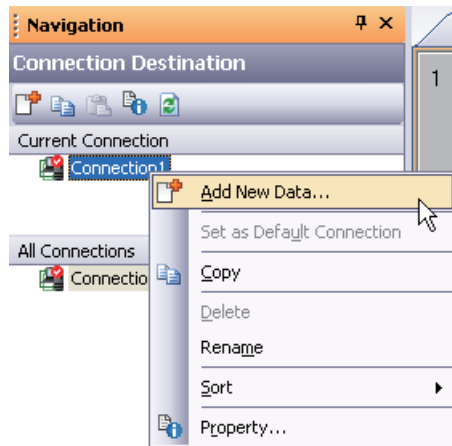 Navigation
Connection Destination
1
Current Connection
Connection1
Add New Data...
Set as Default Connection
All Connections
Connectio
Copy
Delete
Rename
Sort
Property...